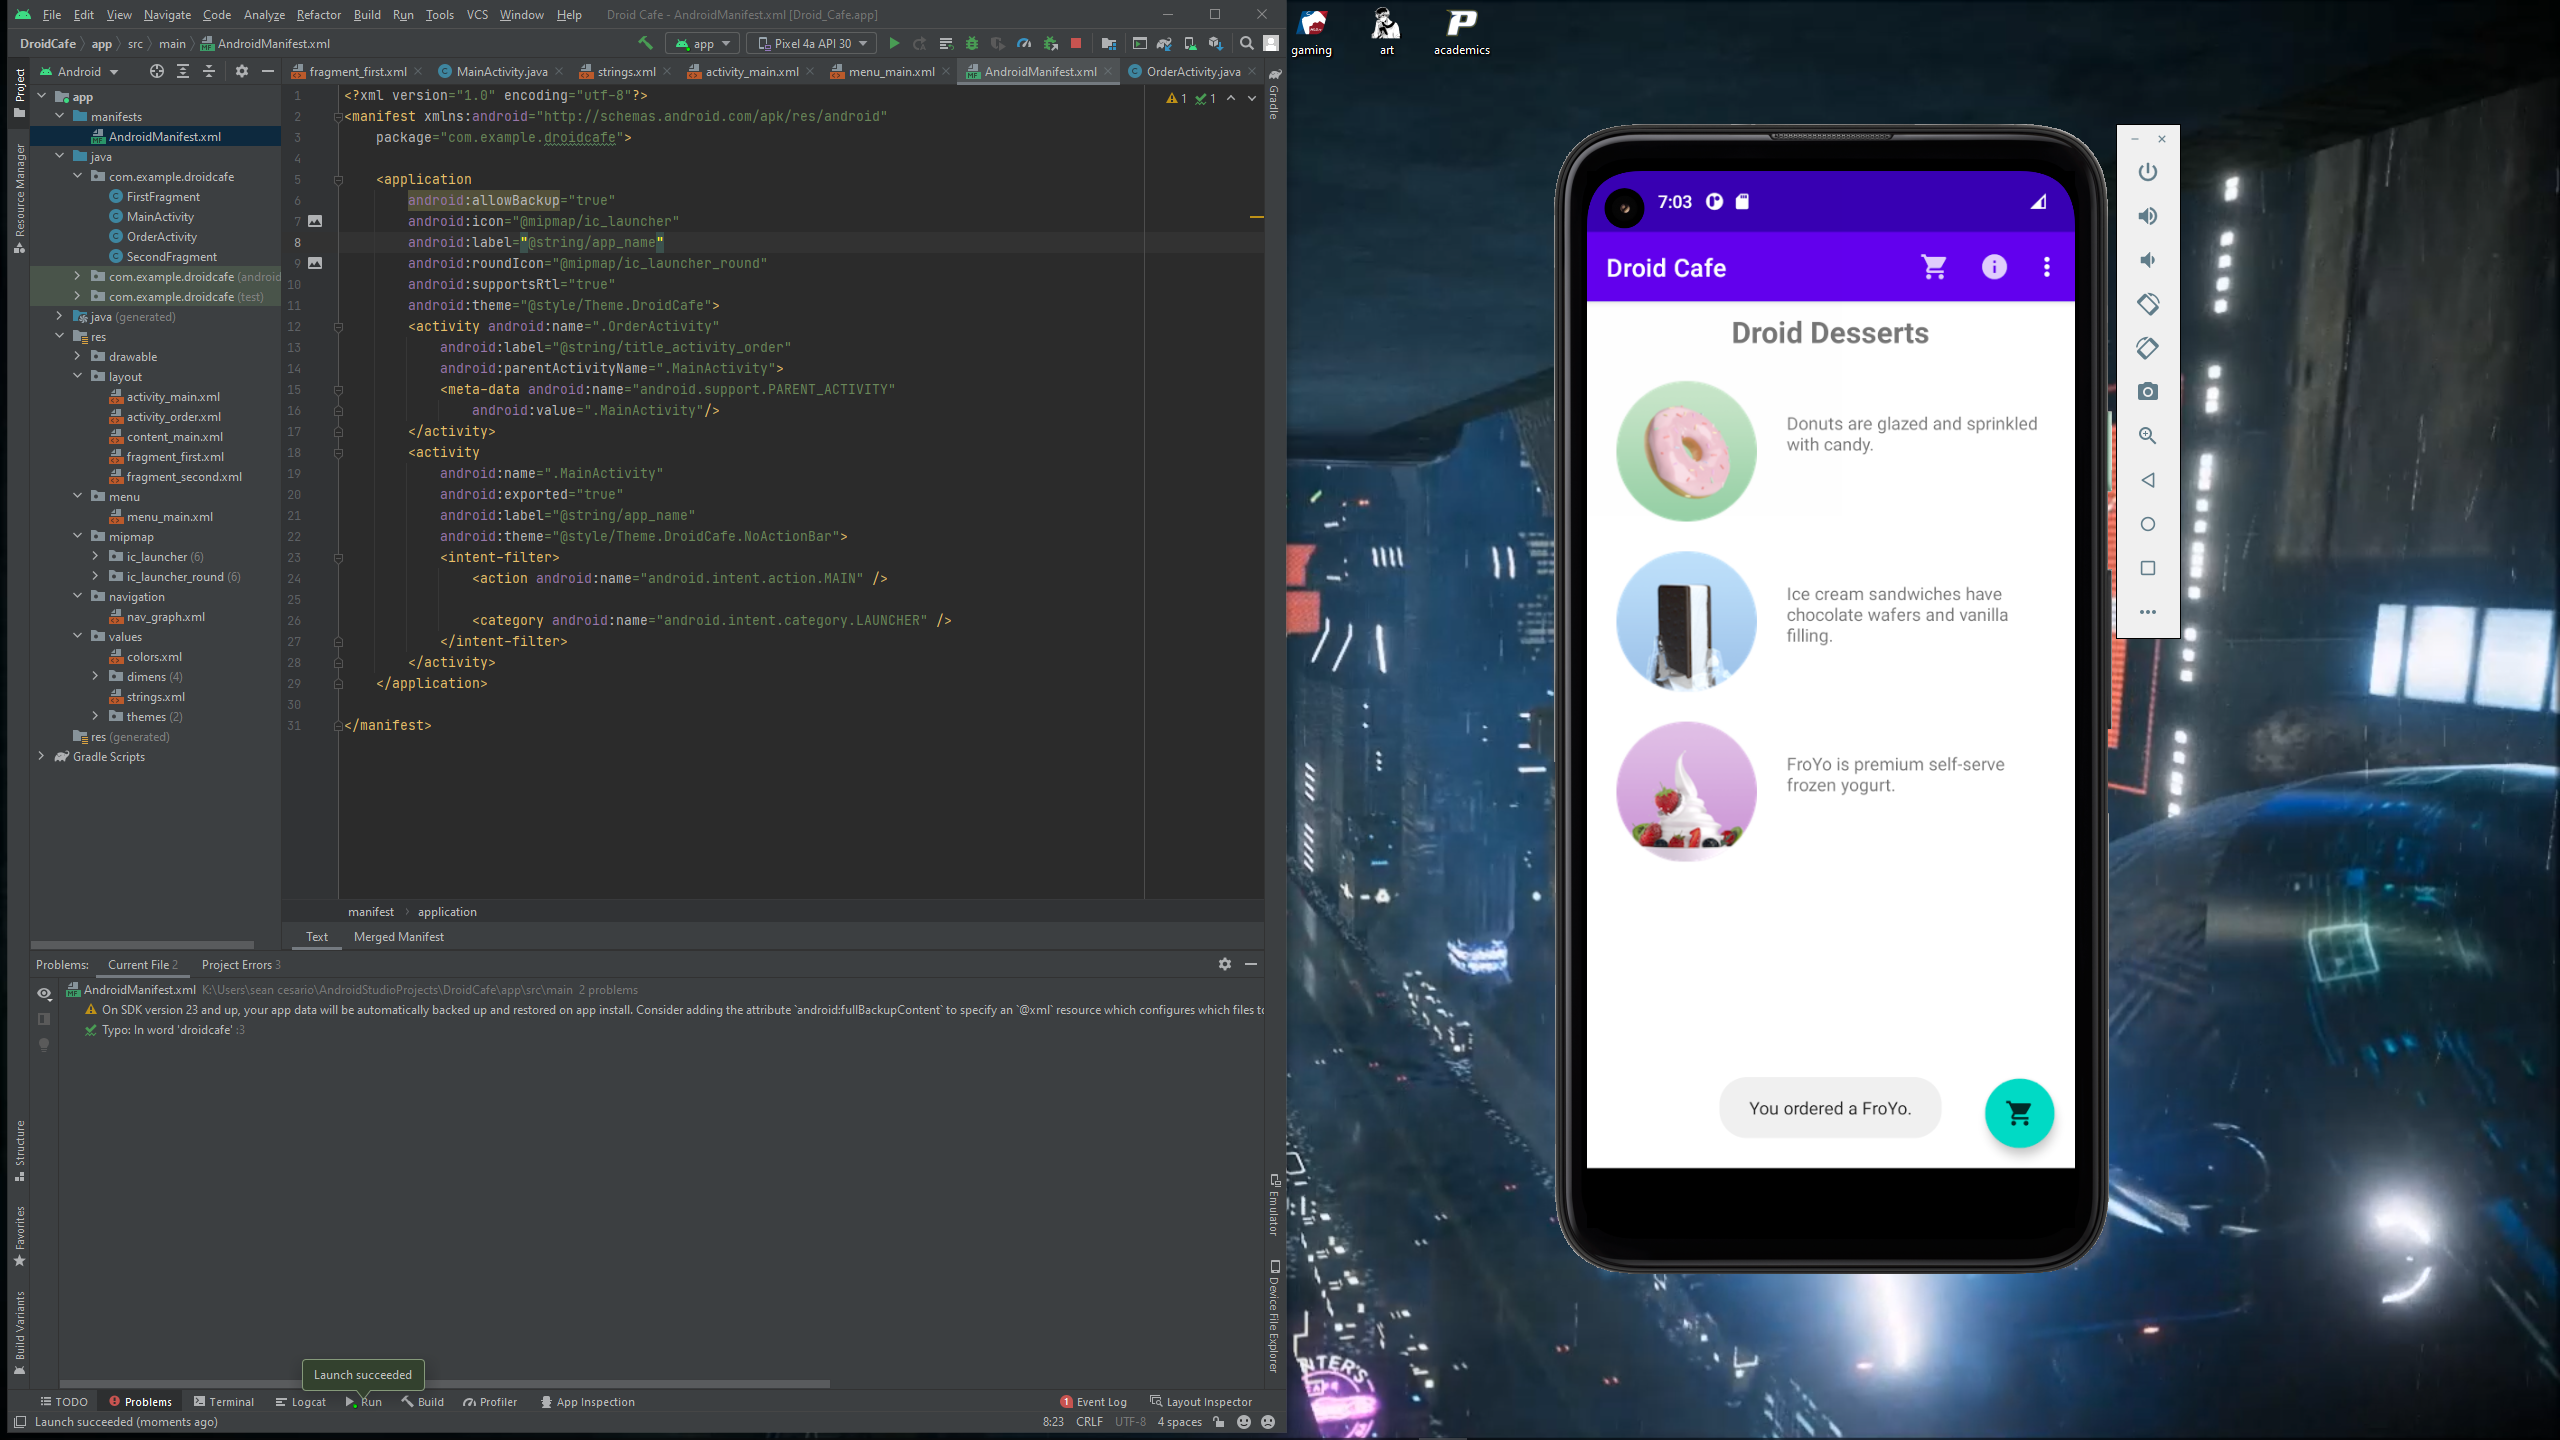 File Edit View Navigate Code Analyze Refactor Build Run Tools VCS Window Help Droid Cafe - AndroidManifest.xml [Droid_Cafe.app]
DroidCafe app src main AndroidManifest.xml app Pixel 4a API 30
Android
fragment_first.xml MainActivity.java strings.xml activity_main.xml menu_main.xml AndroidManifest.xml OrderActivity.java
Project
Resource Manager
Structure
Favorites
Build Variants
app
manifests
AndroidManifest.xml
java
com.example.droidcafe
FirstFragment
MainActivity
OrderActivity
SecondFragment
com.example.droidcafe (android
com.example.droidcafe (test)
java (generated)
res
drawable
layout
activity_main.xml
activity_order.xml
content_main.xml
fragment_first.xml
fragment_second.xml
menu
menu_main.xml
mipmap
ic_launcher (6)
ic_launcher_round (6)
navigation
nav_graph.xml
values
colors.xml
dimens (4)
strings.xml
themes (2)
res (generated)
Gradle Scripts
1 <?xml version="1.0" encoding="utf-8"?>
2 <manifest xmlns:android="http://schemas.android.com/apk/res/android"
3 package="com.example.droidcafe">
4
5 <application
6 android:allowBackup="true"
7 android:icon="@mipmap/ic_launcher"
8 android:label="@string/app_name"
9 android:roundIcon="@mipmap/ic_launcher_round"
10 android:supportsRtl="true"
11 android:theme="@style/Theme.DroidCafe">
12 <activity android:name=".OrderActivity"
13 android:label="@string/title_activity_order"
14 android:parentActivityName=".MainActivity">
15 <meta-data android:name="android.support.PARENT_ACTIVITY"
16 android:value=".MainActivity"/>
17 </activity>
18 <activity
19 android:name=".MainActivity"
20 android:exported="true"
21 android:label="@string/app_name"
22 android:theme="@style/Theme.DroidCafe.NoActionBar">
23 <intent-filter>
24 <action android:name="android.intent.action.MAIN" />
25
26 <category android:name="android.intent.category.LAUNCHER" />
27 </intent-filter>
28 </activity>
29 </application>
30
31 </manifest>
1 1
manifest application
Text Merged Manifest
Gradle
Emulator
Device File Explorer
Problems: Current File 2 Project Errors 3
AndroidManifest.xml K:\Users\sean cesario\AndroidStudioProjects\DroidCafe\app\src\main 2 problems
On SDK version 23 and up, your app data will be automatically backed up and restored on app install. Consider adding the attribute `android:fullBackupContent` to specify an `@xml` resource which configures which files to
Typo: In word 'droidcafe' :3
Launch succeeded
TODO Problems Terminal Logcat Run Build Profiler App Inspection 1 Event Log Layout Inspector
Launch succeeded (moments ago) 8:23 CRLF UTF-8 4 spaces
gaming art academics
7:03
Droid Cafe
Droid Desserts
Donuts are glazed and sprinkled
with candy.
Ice cream sandwiches have
chocolate wafers and vanilla
filling.
FroYo is premium self-serve
frozen yogurt.
You ordered a FroYo.